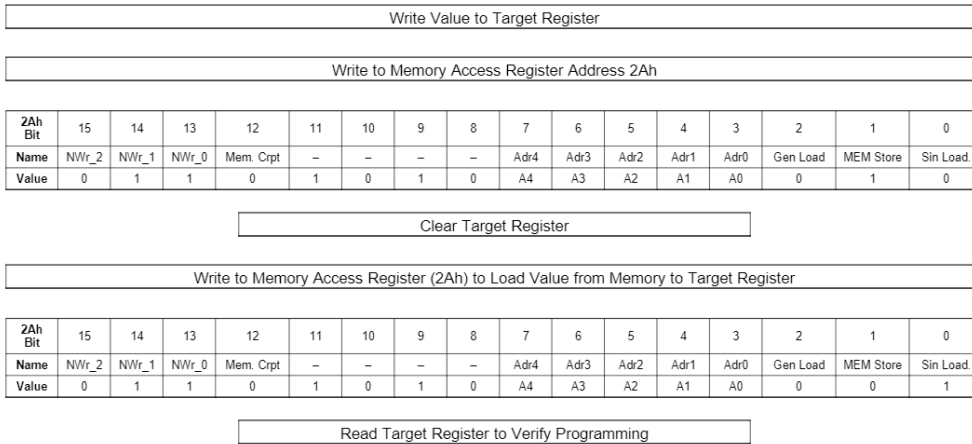 Write Value to Target Register
Write to Memory Access Register Address 2Ah
2Ah Bit 15 14 13 12 11 10 9 8 7 6 5 4 3 2 1 0
Name NWr_2 NWr_1 NWr_0 Mem. Crpt – – – – Adr4 Adr3 Adr2 Adr1 Adr0 Gen Load MEM Store Sin Load.
Value 0 1 1 0 1 0 1 0 A4 A3 A2 A1 A0 0 1 0
Clear Target Register
Write to Memory Access Register (2Ah) to Load Value from Memory to Target Register
2Ah Bit 15 14 13 12 11 10 9 8 7 6 5 4 3 2 1 0
Name NWr_2 NWr_1 NWr_0 Mem. Crpt – – – – Adr4 Adr3 Adr2 Adr1 Adr0 Gen Load MEM Store Sin Load.
Value 0 1 1 0 1 0 1 0 A4 A3 A2 A1 A0 0 0 1
Read Target Register to Verify Programming